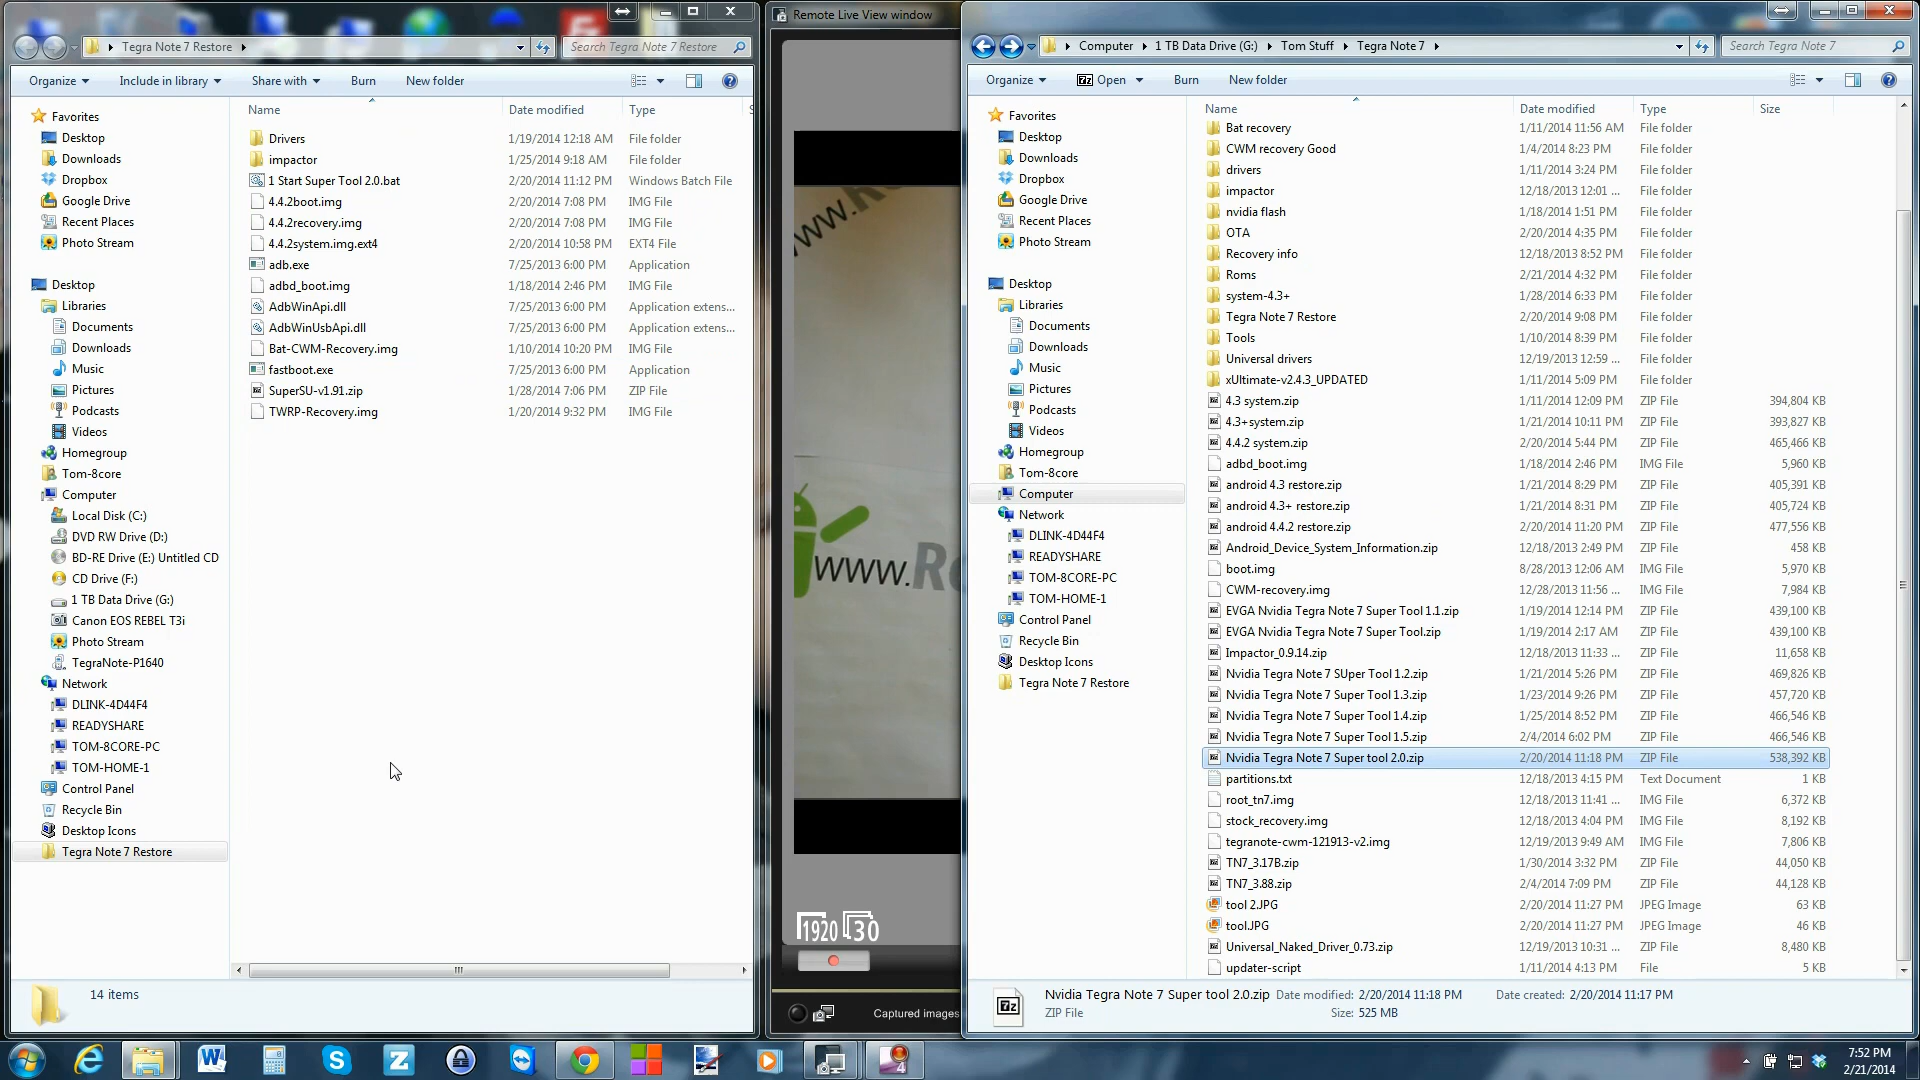 Tegra Note 7 Restore
Search Tegra Note 7 Restore
Organize
Include in library
Share with
Burn
New folder
Name
Date modified
Type
Favorites
Desktop
Downloads
Dropbox
Google Drive
Recent Places
Photo Stream
Desktop
Libraries
Documents
Downloads
Music
Pictures
Podcasts
Videos
Homegroup
Tom-8core
Computer
Local Disk (C:)
DVD RW Drive (D:)
BD-RE Drive (E:) Untitled CD
CD Drive (F:)
1 TB Data Drive (G:)
Canon EOS REBEL T3i
Photo Stream
TegraNote-P1640
Network
DLINK-4D44F4
READYSHARE
TOM-8CORE-PC
TOM-HOME-1
Control Panel
Recycle Bin
Desktop Icons
Tegra Note 7 Restore
Drivers 1/19/2014 12:18 AM File folder
impactor 1/25/2014 9:18 AM File folder
1 Start Super Tool 2.0.bat 2/20/2014 11:12 PM Windows Batch File
4.4.2boot.img 2/20/2014 7:08 PM IMG File
4.4.2recovery.img 2/20/2014 7:08 PM IMG File
4.4.2system.img.ext4 2/20/2014 10:58 PM EXT4 File
adb.exe 7/25/2013 6:00 PM Application
adbd_boot.img 1/18/2014 2:46 PM IMG File
AdbWinApi.dll 7/25/2013 6:00 PM Application extens...
AdbWinUsbApi.dll 7/25/2013 6:00 PM Application extens...
Bat-CWM-Recovery.img 1/10/2014 10:20 PM IMG File
fastboot.exe 7/25/2013 6:00 PM Application
SuperSU-v1.91.zip 1/28/2014 7:06 PM ZIP File
TWRP-Recovery.img 1/20/2014 9:32 PM IMG File
14 items
Remote Live View window
www.R
www.Ro
1920 30
Captured images
Computer 1 TB Data Drive (G:) Tom Stuff Tegra Note 7
Search Tegra Note 7
Organize
Open
Burn
New folder
Name
Date modified
Type
Size
Favorites
Desktop
Downloads
Dropbox
Google Drive
Recent Places
Photo Stream
Desktop
Libraries
Documents
Downloads
Music
Pictures
Podcasts
Videos
Homegroup
Tom-8core
Computer
Network
DLINK-4D44F4
READYSHARE
TOM-8CORE-PC
TOM-HOME-1
Control Panel
Recycle Bin
Desktop Icons
Tegra Note 7 Restore
Bat recovery 1/11/2014 11:56 AM File folder
CWM recovery Good 1/4/2014 8:23 PM File folder
drivers 1/11/2014 3:24 PM File folder
impactor 12/18/2013 12:01 ... File folder
nvidia flash 1/18/2014 1:51 PM File folder
OTA 2/20/2014 4:35 PM File folder
Recovery info 12/18/2013 8:52 PM File folder
Roms 2/21/2014 4:32 PM File folder
system-4.3+ 1/28/2014 6:33 PM File folder
Tegra Note 7 Restore 2/20/2014 9:08 PM File folder
Tools 1/10/2014 8:39 PM File folder
Universal drivers 12/19/2013 12:59 ... File folder
xUltimate-v2.4.3_UPDATED 1/11/2014 5:09 PM File folder
4.3 system.zip 1/11/2014 12:09 PM ZIP File 394,804 KB
4.3+system.zip 1/21/2014 10:11 PM ZIP File 393,827 KB
4.4.2 system.zip 2/20/2014 5:44 PM ZIP File 465,466 KB
adbd_boot.img 1/18/2014 2:46 PM IMG File 5,960 KB
android 4.3 restore.zip 1/21/2014 8:29 PM ZIP File 405,391 KB
android 4.3+ restore.zip 1/21/2014 8:31 PM ZIP File 405,724 KB
android 4.4.2 restore.zip 2/20/2014 11:20 PM ZIP File 477,556 KB
Android_Device_System_Information.zip 12/18/2013 2:49 PM ZIP File 458 KB
boot.img 8/28/2013 12:06 AM IMG File 5,970 KB
CWM-recovery.img 12/28/2013 11:56 ... IMG File 7,984 KB
EVGA Nvidia Tegra Note 7 Super Tool 1.1.zip 1/19/2014 12:14 PM ZIP File 439,100 KB
EVGA Nvidia Tegra Note 7 Super Tool.zip 1/19/2014 2:17 AM ZIP File 439,100 KB
Impactor_0.9.14.zip 12/18/2013 11:33 ... ZIP File 11,658 KB
Nvidia Tegra Note 7 SUper Tool 1.2.zip 1/21/2014 5:26 PM ZIP File 469,826 KB
Nvidia Tegra Note 7 Super Tool 1.3.zip 1/23/2014 9:26 PM ZIP File 457,720 KB
Nvidia Tegra Note 7 Super Tool 1.4.zip 1/25/2014 8:52 PM ZIP File 466,546 KB
Nvidia Tegra Note 7 Super Tool 1.5.zip 2/4/2014 6:02 PM ZIP File 466,546 KB
Nvidia Tegra Note 7 Super tool 2.0.zip 2/20/2014 11:18 PM ZIP File 538,392 KB
partitions.txt 12/18/2013 4:15 PM Text Document 1 KB
root_tn7.img 12/18/2013 11:41 ... IMG File 6,372 KB
stock_recovery.img 12/18/2013 4:04 PM IMG File 8,192 KB
tegranote-cwm-121913-v2.img 12/19/2013 9:49 AM IMG File 7,806 KB
TN7_3.17B.zip 1/30/2014 3:32 PM ZIP File 44,050 KB
TN7_3.88.zip 2/4/2014 7:09 PM ZIP File 44,128 KB
tool 2.JPG 2/20/2014 11:27 PM JPEG Image 63 KB
tool.JPG 2/20/2014 11:27 PM JPEG Image 46 KB
Universal_Naked_Driver_0.73.zip 12/19/2013 10:31 ... ZIP File 8,480 KB
updater-script 1/11/2014 4:13 PM File 5 KB
Nvidia Tegra Note 7 Super tool 2.0.zip Date modified: 2/20/2014 11:18 PM Date created: 2/20/2014 11:17 PM
ZIP File Size: 525 MB
7:52 PM
2/21/2014